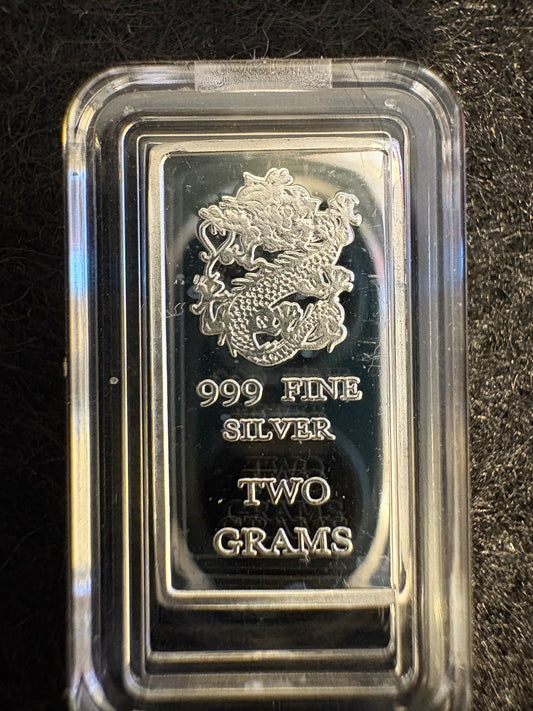 999 FINE
SILVER
TWO
GRAMS